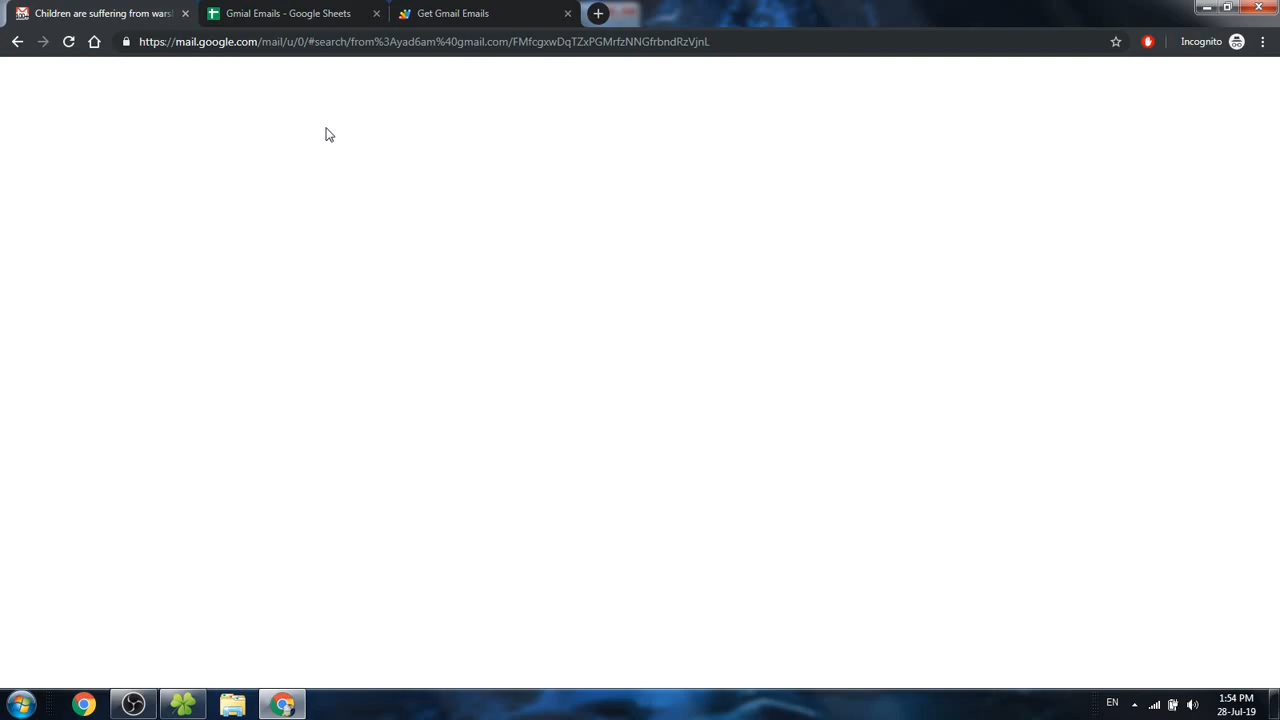 Children are suffering from wars
Gmial Emails - Google Sheets
Get Gmail Emails
https://mail.google.com/mail/u/0/#search/from%3Ayad6am%40gmail.com/FMfcgxwDqTZxPGMrfzNNGfrbndRzVjnL
Incognito
EN
1:54 PM
28-Jul-19